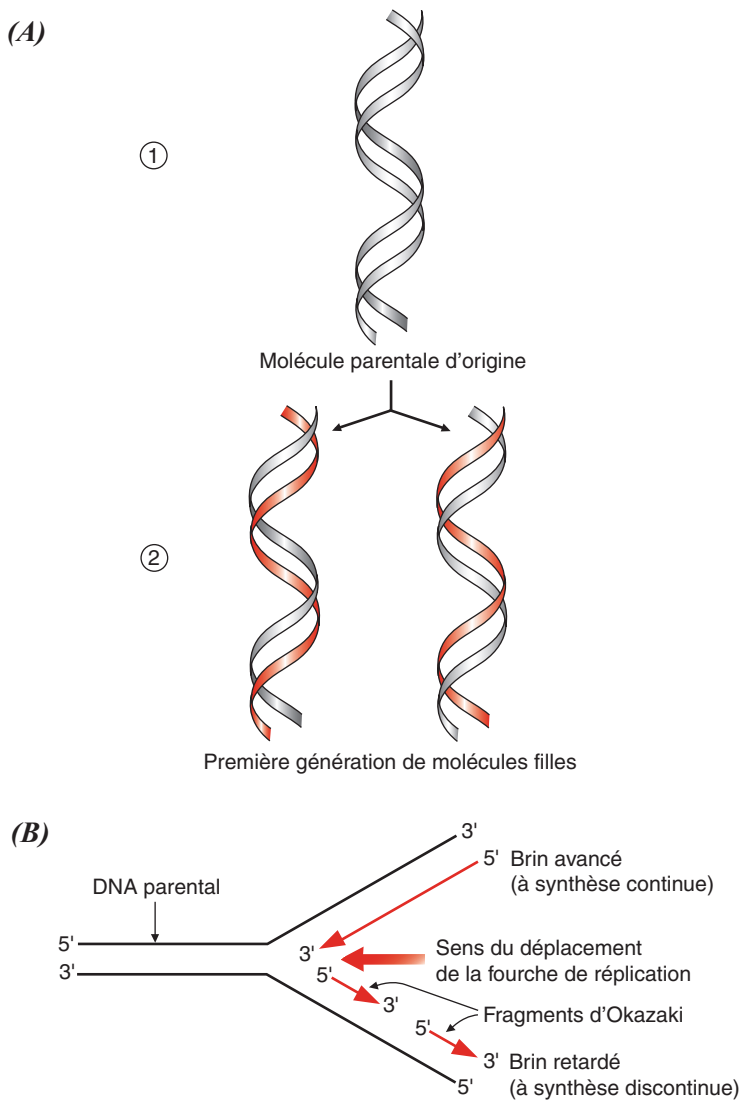 (A)
1
Molécule parentale d'origine
2
Première génération de molécules filles
(B)
3'
5' Brin avancé
(à synthèse continue)
DNA parental
5'
3'
3'
Sens du déplacement
de la fourche de réplication
5'
3'
Fragments d'Okazaki
5'
3' Brin retardé
(à synthèse discontinue)
5'